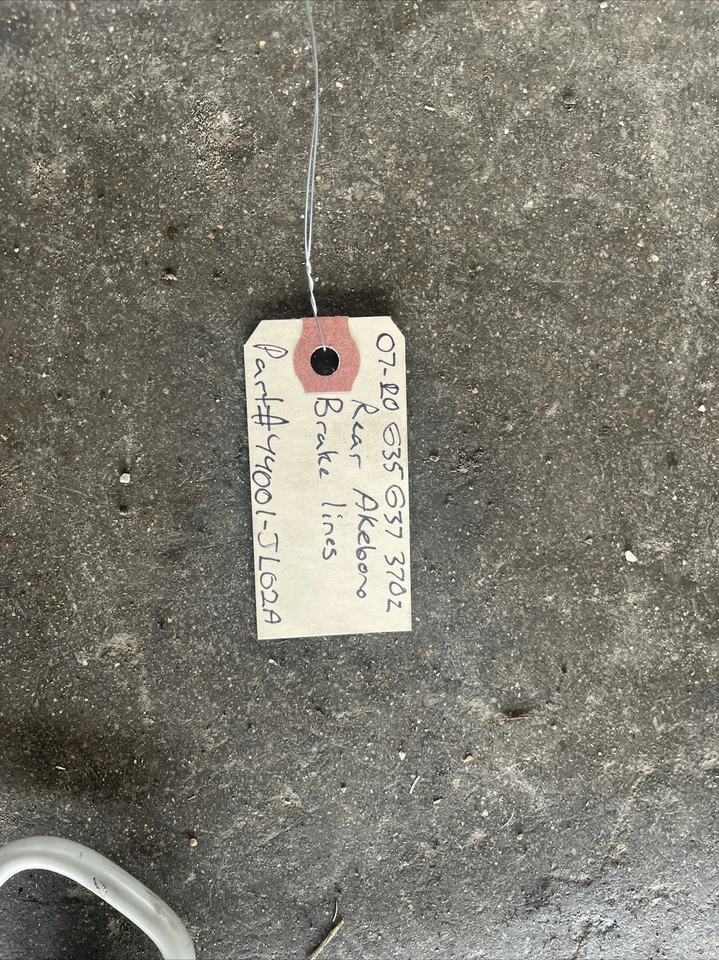 07-20 G35 G37 370Z
Rear Akebono
Brake lines
Part# 44001-JL02A